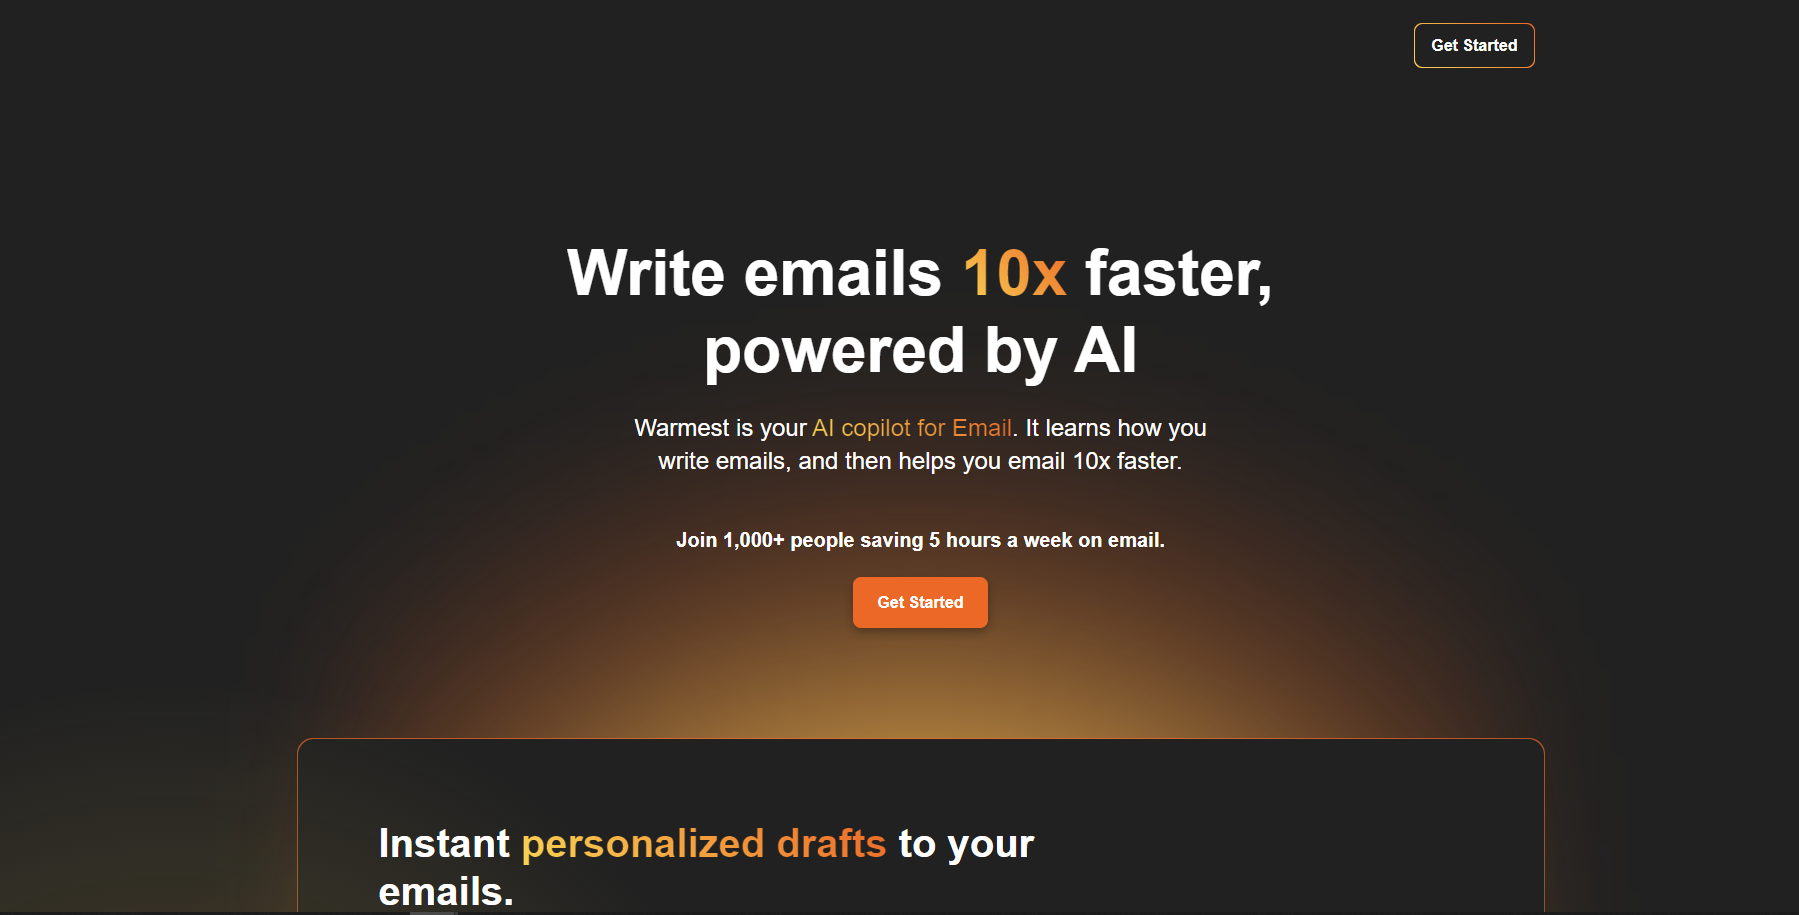 Get Started
Write emails 10x faster,
powered by AI
Warmest is your AI copilot for Email. It learns how you
write emails, and then helps you email 10x faster.
Join 1,000+ people saving 5 hours a week on email.
Get Started
Instant personalized drafts to your
emails.